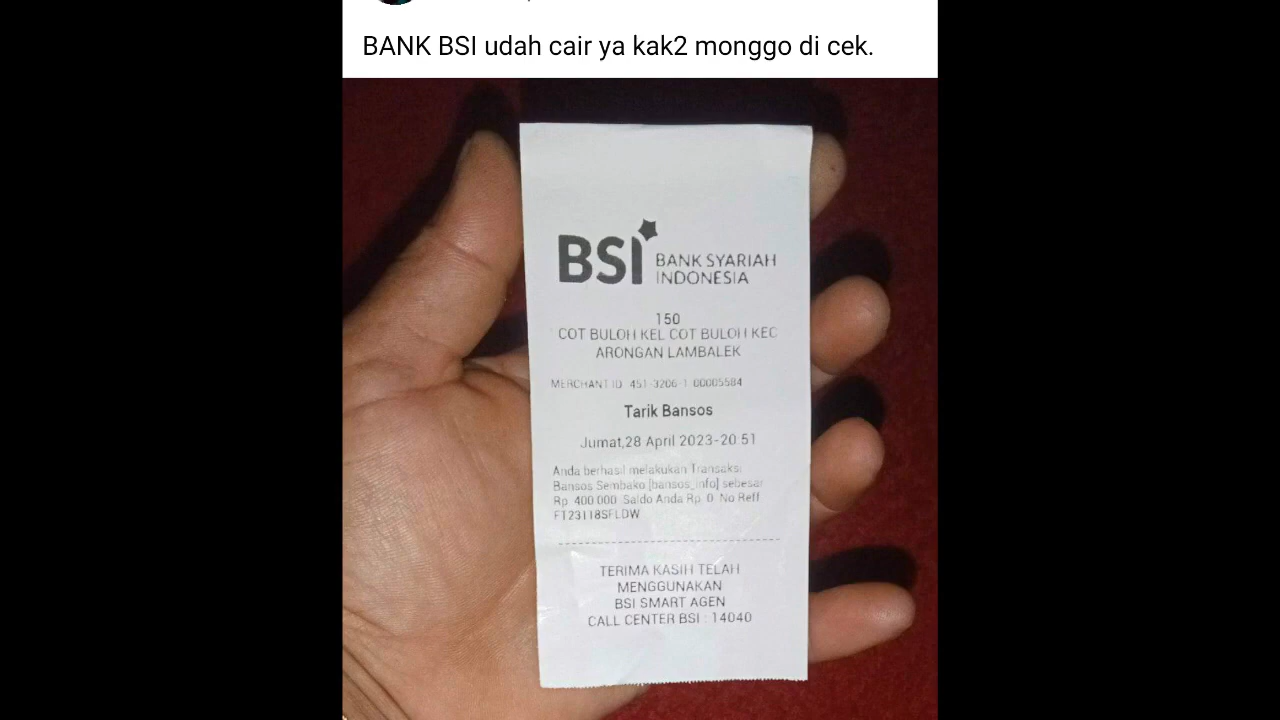 BANK BSI udah cair ya kak2 monggo di cek.
BSI BANK SYARIAH
INDONESIA
150
COT BULOH KEL COT BULOH KEC
ARONGAN LAMBALEK
MERCHANT ID 451-3206-1 00005584
Tarik Bansos
Jumat,28 April 2023-20:51
Anda berhasil melakukan Transaksi
Bansos Sembako [bansos_info] sebesar
Rp. 400.000 Saldo Anda Rp. 0. No Reff
FT23118SFLDW
TERIMA KASIH TELAH
MENGGUNAKAN
BSI SMART AGEN
CALL CENTER BSI : 14040